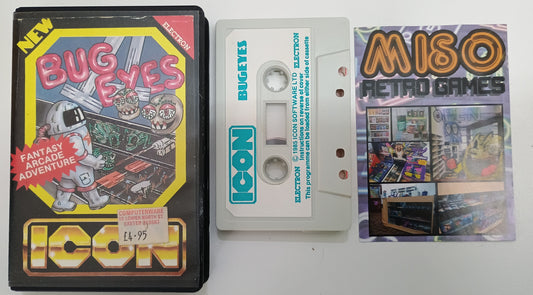 NEW
ELECTRON
BUG
EYES
FANTASY
ARCADE
ADVENTURE
COMPUTERWARE
EXETER
£4.95
ICON
ICON
BUGEYES
ELECTRON
© 1985 ICON SOFTWARE LTD
ELECTRON
Instructions on reverse of cover
This programme can be loaded from either side of cassette
MISO
RETRO GAMES